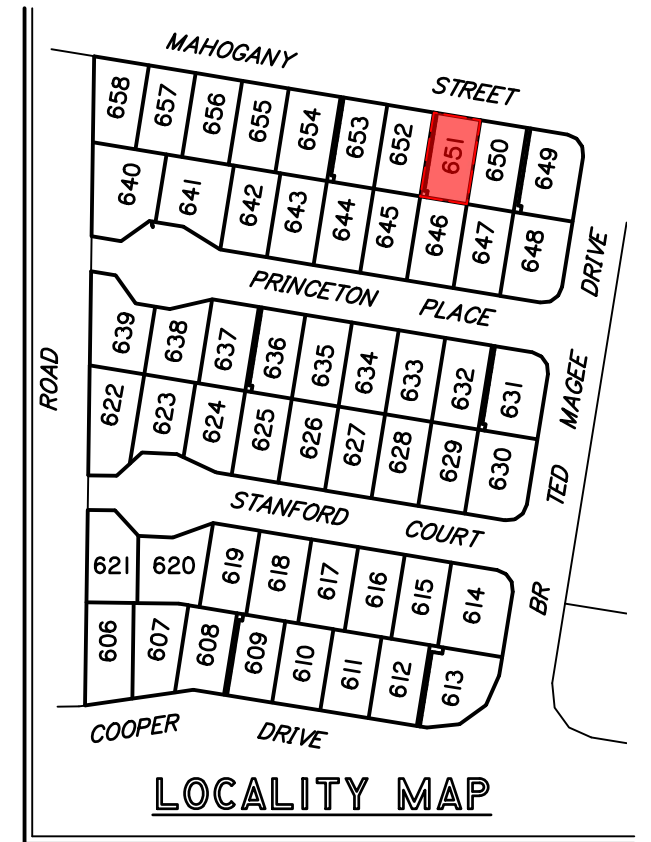 MAHOGANY STREET
658 657 656 655 654 653 652 651 650 649
640 641 642 643 644 645 646 647 648
DRIVE
PRINCETON PLACE
639 638 637 636 635 634 633 632 631
ROAD
MAGEE
622 623 624 625 626 627 628 629 630
TED
STANFORD COURT
621 620 619 618 617 616 615 614
BR
606 607 608 609 610 611 612 613
COOPER DRIVE
LOCALITY MAP